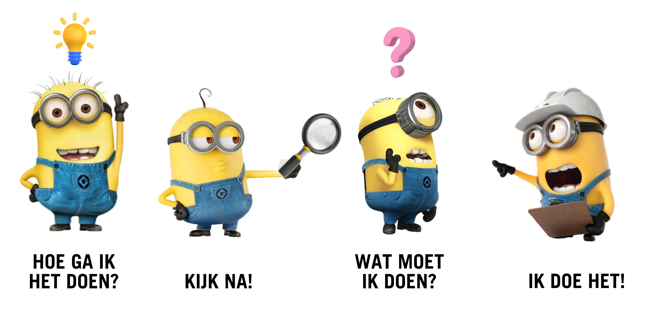 HOE GA IK
HET DOEN?
KIJK NA!
WAT MOET
IK DOEN?
IK DOE HET!